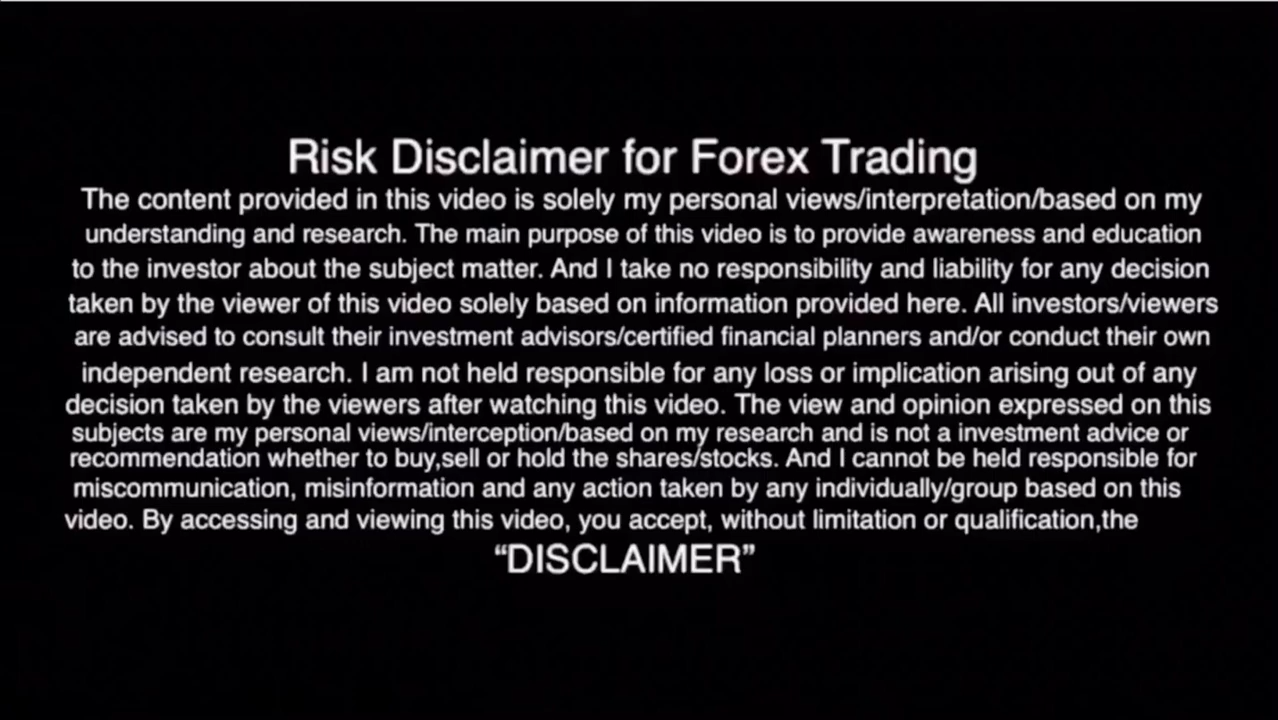 Risk Disclaimer for Forex Trading
The content provided in this video is solely my personal views/interpretation/based on my
understanding and research. The main purpose of this video is to provide awareness and education
to the investor about the subject matter. And I take no responsibility and liability for any decision
taken by the viewer of this video solely based on information provided here. All investors/viewers
are advised to consult their investment advisors/certified financial planners and/or conduct their own
independent research. I am not held responsible for any loss or implication arising out of any
decision taken by the viewers after watching this video. The view and opinion expressed on this
subjects are my personal views/interception/based on my research and is not a investment advice or
recommendation whether to buy,sell or hold the shares/stocks. And I cannot be held responsible for
miscommunication, misinformation and any action taken by any individually/group based on this
video. By accessing and viewing this video, you accept, without limitation or qualification,the
“DISCLAIMER”